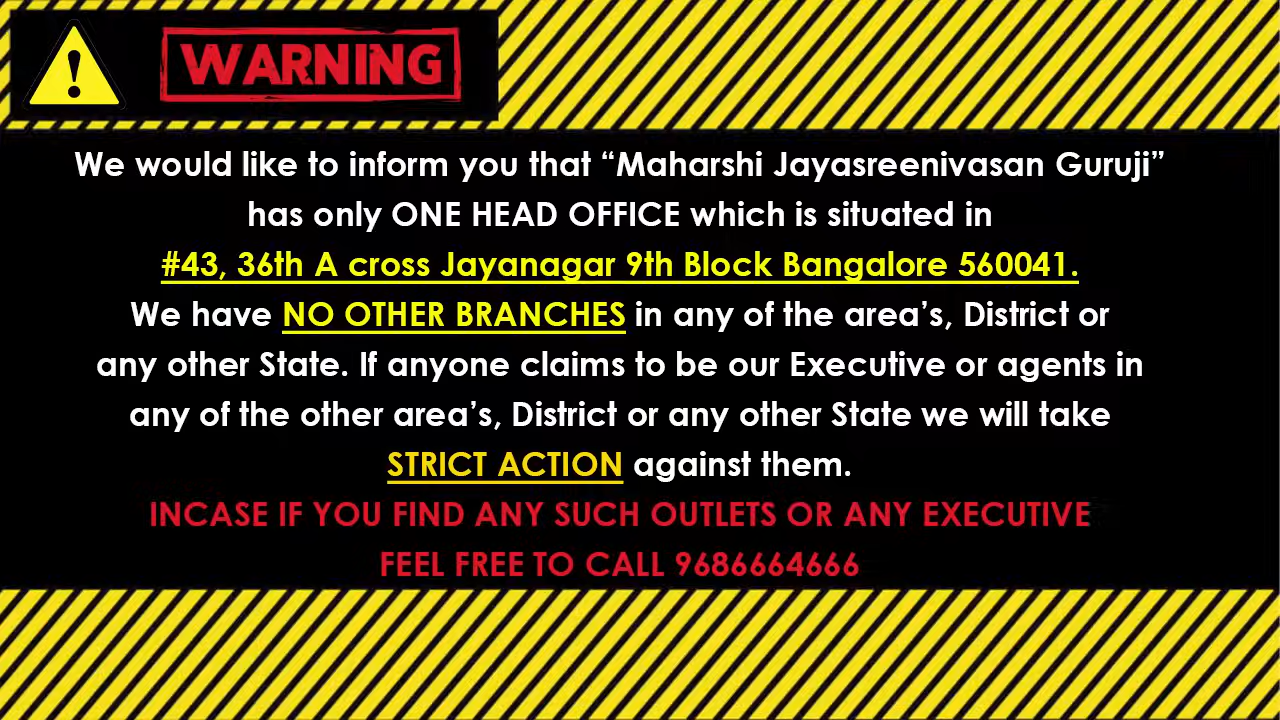 WARNING
We would like to inform you that “Maharshi Jayasreenivasan Guruji”
has only ONE HEAD OFFICE which is situated in
#43, 36th A cross Jayanagar 9th Block Bangalore 560041.
We have NO OTHER BRANCHES in any of the area’s, District or
any other State. If anyone claims to be our Executive or agents in
any of the other area’s, District or any other State we will take
STRICT ACTION against them.
INCASE IF YOU FIND ANY SUCH OUTLETS OR ANY EXECUTIVE
FEEL FREE TO CALL 9686664666